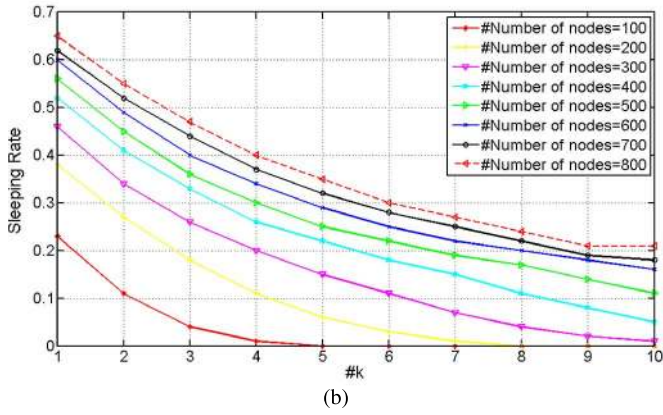 0.7
0.6
0.5
0.4
0.3
0.2
0.1
0
Sleeping Rate
#Number of nodes=100
#Number of nodes=200
#Number of nodes=300
#Number of nodes=400
#Number of nodes=500
#Number of nodes=600
#Number of nodes=700
#Number of nodes=800
1 2 3 4 5 6 7 8 9 10
#k
(b)